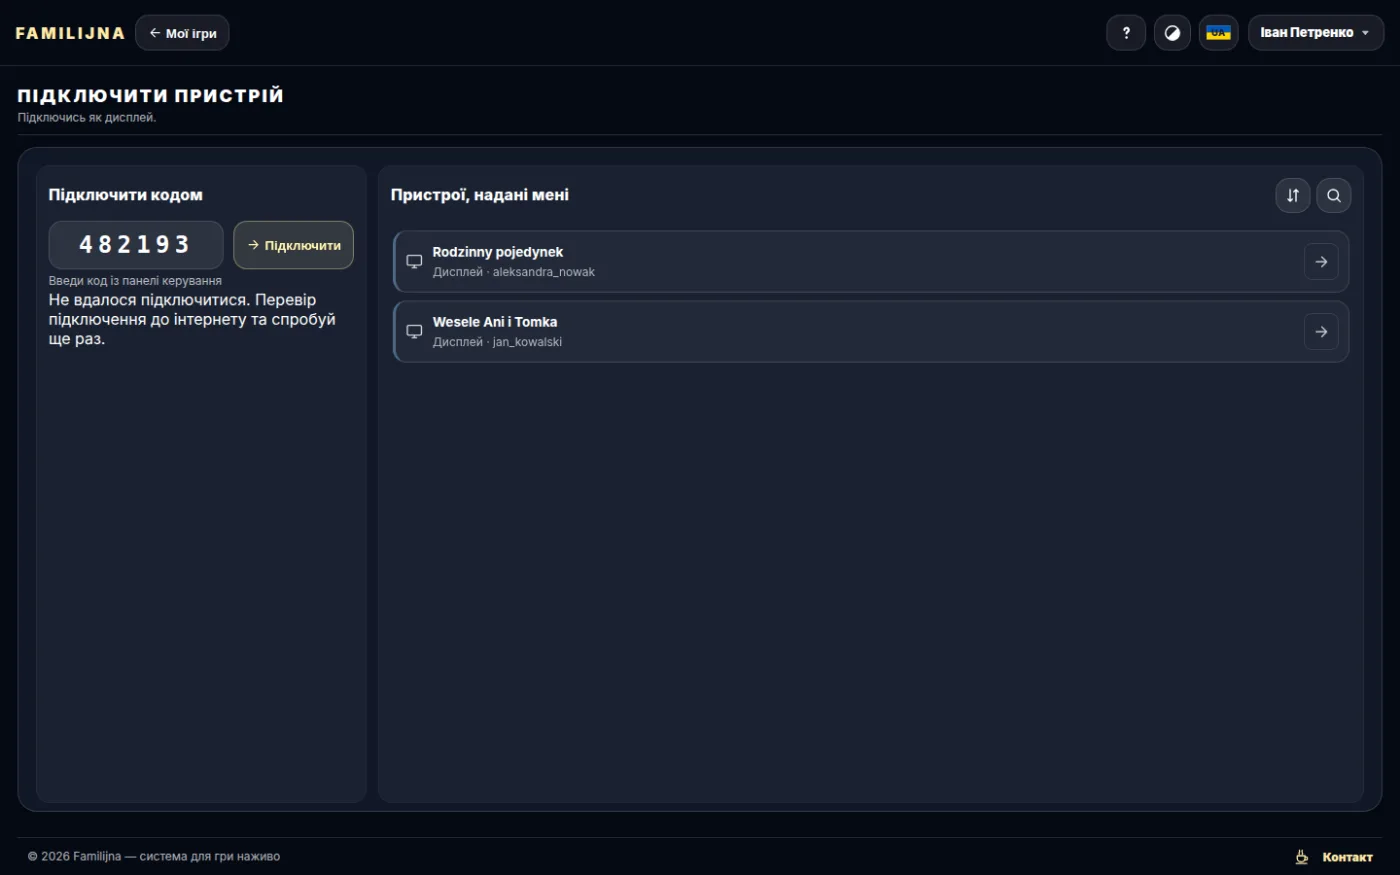 FAMILIJNA
← Мої ігри
?
UA
Іван Петренко
ПІДКЛЮЧИТИ ПРИСТРІЙ
Підключись як дисплей.
Підключити кодом
482193
→ Підключити
Введи код із панелі керування
Не вдалося підключитися. Перевір
підключення до інтернету та спробуй
ще раз.
Пристрої, надані мені
Rodzinny pojedynek
Дисплей · aleksandra_nowak
Wesele Ani i Tomka
Дисплей · jan_kowalski
© 2026 Familijna — система для гри наживо
Контакт